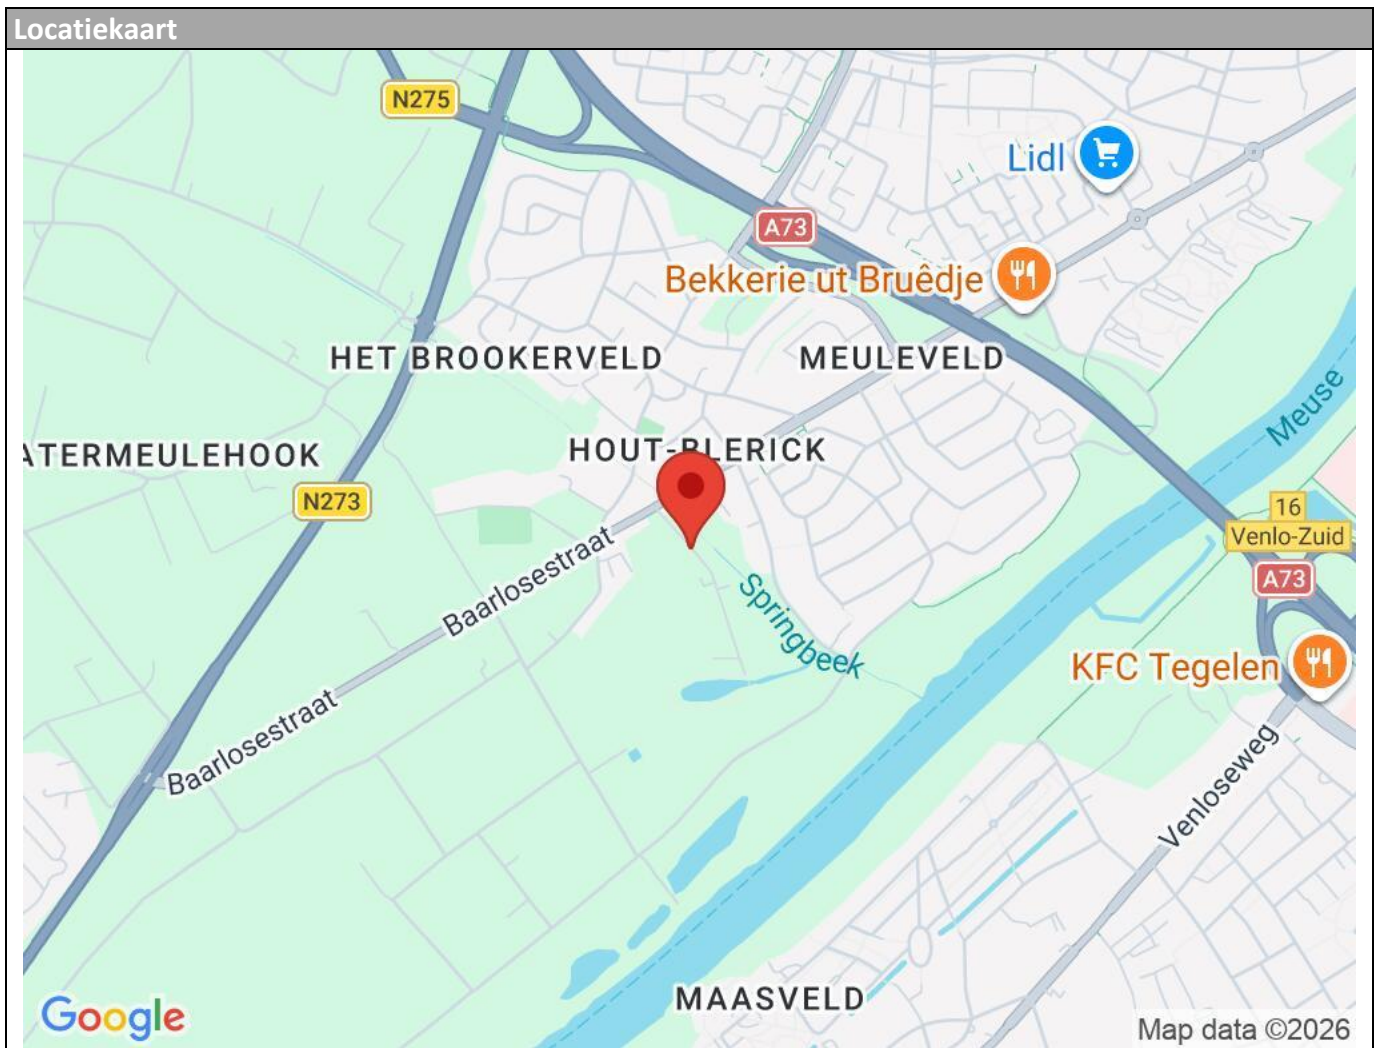 Locatiekaart
N275
Lidl
A73
Bekkerie ut Bruêdje
HET BROOKERVELD
MEULEVELD
Meuse
ATERMEULEHOOK
HOUT-BLERICK
N273
16
Venlo-Zuid
A73
Baarlosestraat
Springbeek
KFC Tegelen
Baarlosestraat
Venloseweg
MAASVELD
Google
Map data ©2026